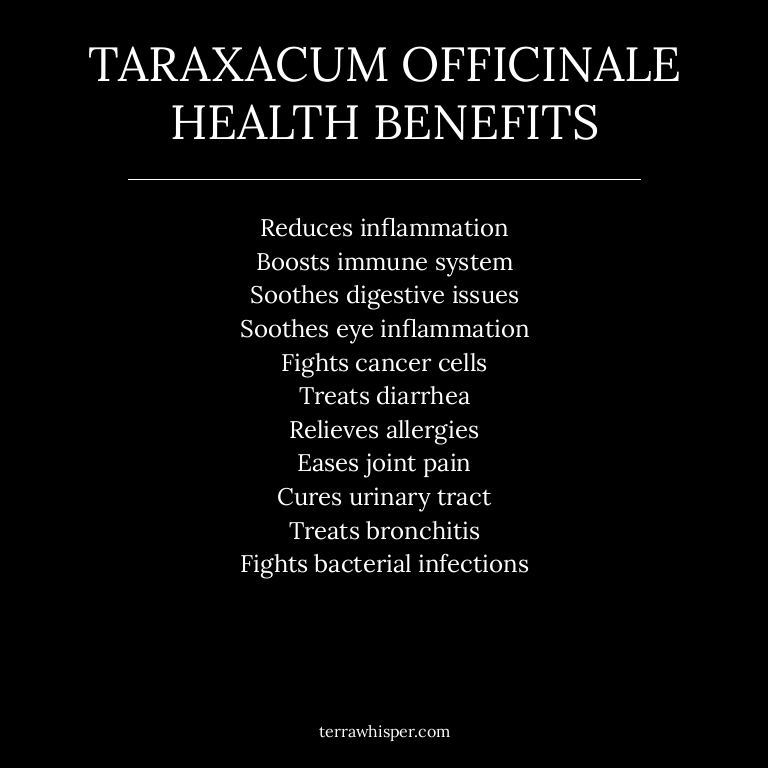 TARAXACUM OFFICINALE
HEALTH BENEFITS
Reduces inflammation
Boosts immune system
Soothes digestive issues
Soothes eye inflammation
Fights cancer cells
Treats diarrhea
Relieves allergies
Eases joint pain
Cures urinary tract
Treats bronchitis
Fights bacterial infections
terrawhisper.com